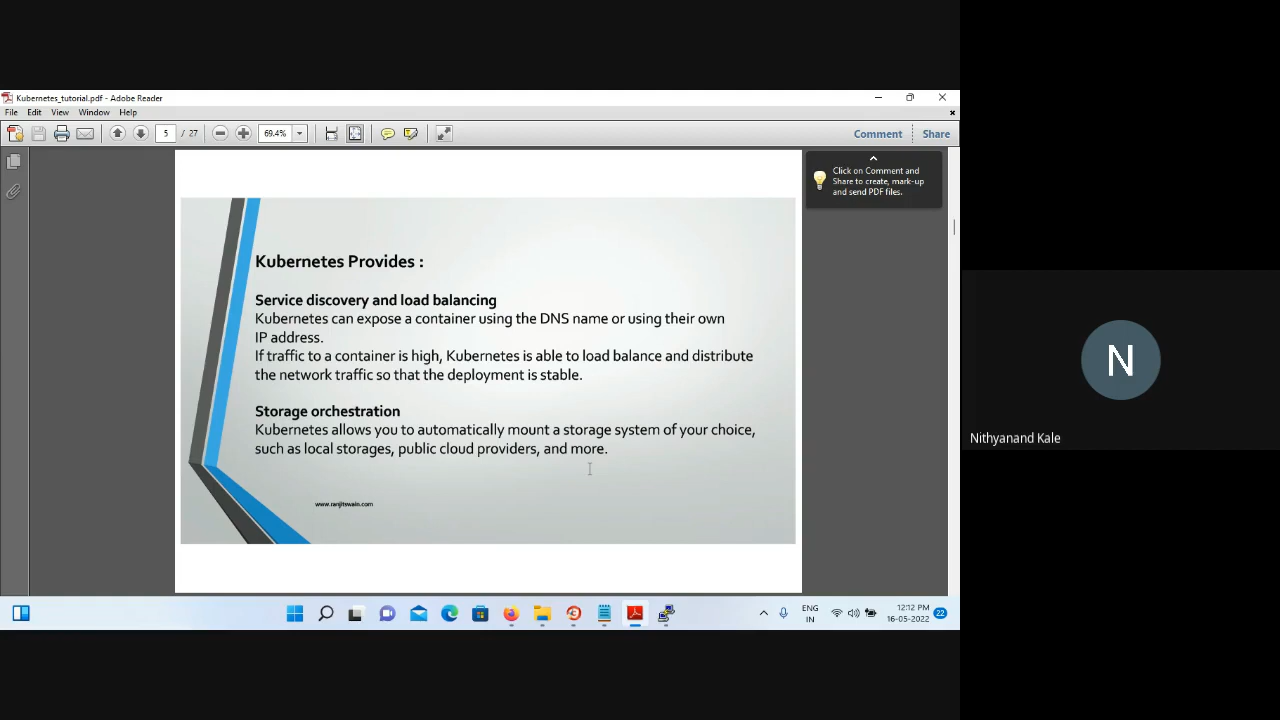 Kubernetes_tutorial.pdf - Adobe Reader
File Edit View Window Help
5 / 27 69.4% Comment Share
Click on Comment and
Share to create, mark-up
and send PDF files.
Kubernetes Provides :
Service discovery and load balancing
Kubernetes can expose a container using the DNS name or using their own
IP address.
If traffic to a container is high, Kubernetes is able to load balance and distribute
the network traffic so that the deployment is stable.
Storage orchestration
Kubernetes allows you to automatically mount a storage system of your choice,
such as local storages, public cloud providers, and more.
www.ranjitswain.com
N
Nithyanand Kale
ENG
IN
12:12 PM
16-05-2022
22